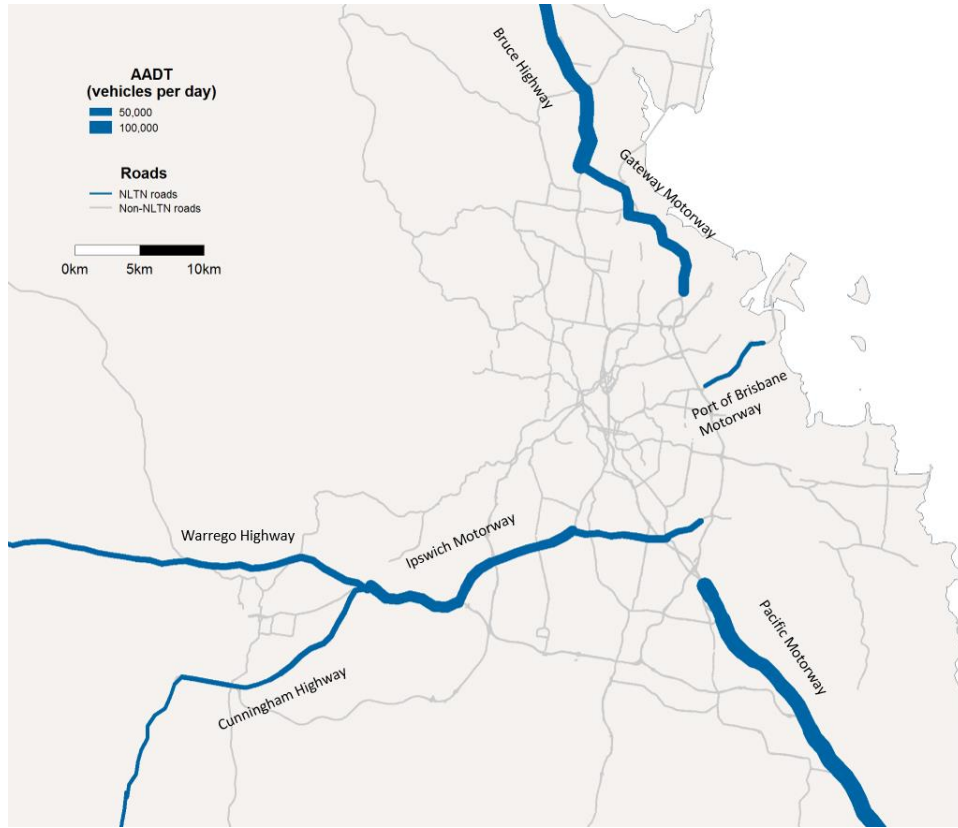 AADT
(vehicles per day)
50,000
100,000
Roads
NLTN roads
Non-NLTN roads
0km 5km 10km
Bruce Highway
Gateway Motorway
Port of Brisbane
Motorway
Warrego Highway
Ipswich Motorway
Cunningham Highway
Pacific Motorway